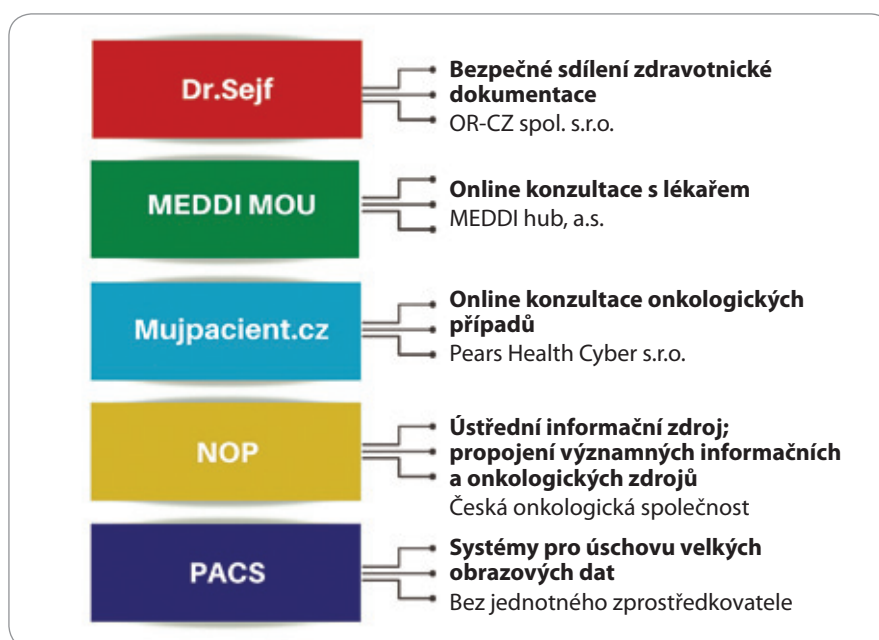 Dr.Sejf
Bezpečné sdílení zdravotnické
dokumentace
OR-CZ spol. s.r.o.
MEDDI MOU
Online konzultace s lékařem
MEDDI hub, a.s.
Mujpacient.cz
Online konzultace onkologických
případů
Pears Health Cyber s.r.o.
NOP
Ústřední informační zdroj;
propojení významných informačních
a onkologických zdrojů
Česká onkologická společnost
PACS
Systémy pro úschovu velkých
obrazových dat
Bez jednotného zprostředkovatele